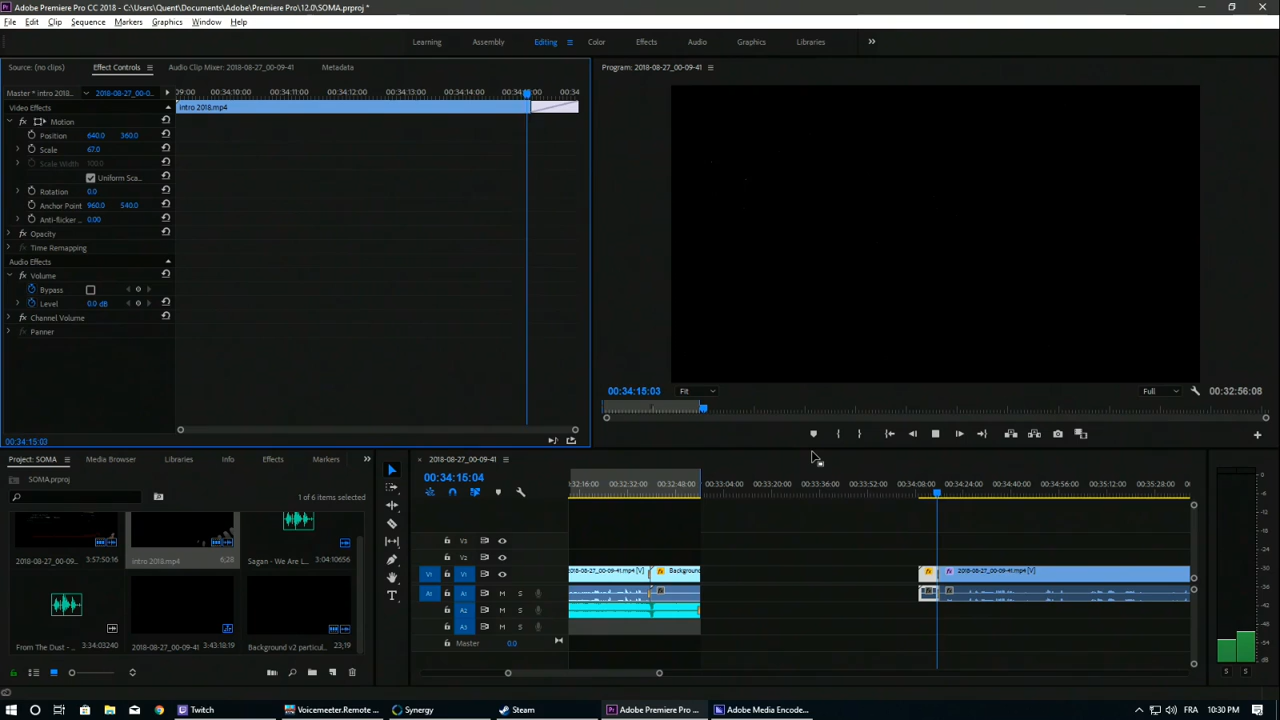 Adobe Premiere Pro CC 2018 - C:\Users\Quent\Documents\Adobe\Premiere Pro\12.0\SOMA.prproj *
File Edit Clip Sequence Markers Graphics Window Help
Learning Assembly Editing Color Effects Audio Graphics Libraries
Source: (no clips) Effect Controls Audio Clip Mixer: 2018-08-27_00-09-41 Metadata
Program: 2018-08-27_00-09-41
Master * intro 2018... 2018-08-27_00-0...
:09:00 00:34:10:00 00:34:11:00 00:34:12:00 00:34:13:00 00:34:14:00 00:34:
00:34
Video Effects
intro 2018.mp4
fx Motion
Position 640.0 360.0
Scale 67.0
Scale Width 100.0
Uniform Sca...
Rotation 0.0
Anchor Point 960.0 540.0
Anti-flicker ... 0.00
fx Opacity
fx Time Remapping
Audio Effects
fx Volume
Bypass
Level 0.0 dB
Channel Volume
Panner
00:34:15:03
00:34:15:03 Fit Full 00:32:56:08
Project: SOMA Media Browser Libraries Info Effects Markers
SOMA.prproj
1 of 6 items selected
2018-08-27_00-09... 3:57:50:16
intro 2018.mp4 6;28
Sagan - We Are L... 3:04:10656
From The Dust - ... 3:34:03240
2018-08-27_00-09-41 3:43:18:19
Background v2 particul... 23;19
2018-08-27_00-09-41
00:34:15:04
:32:16:00 00:32:32:00 00:32:48:00 00:33:04:00 00:33:20:00 00:33:36:00 00:33:52:00 00:34:08:00 00:34:24:00 00:34:40:00 00:34:56:00 00:35:12:00 00:35:28:00
V3
V2
V1 V1
2018-08-27_00-09-41.mp4 [V] fx Background
fx fx 2018-08-27_00-09-41.mp4 [V]
A1 A1 M S
A2 A2 M S
A3 A3 M S
Master 0.0
S S
Twitch Voicemeeter.Remote ... Synergy Steam Adobe Premiere Pro ... Adobe Media Encode...
FRA 10:30 PM